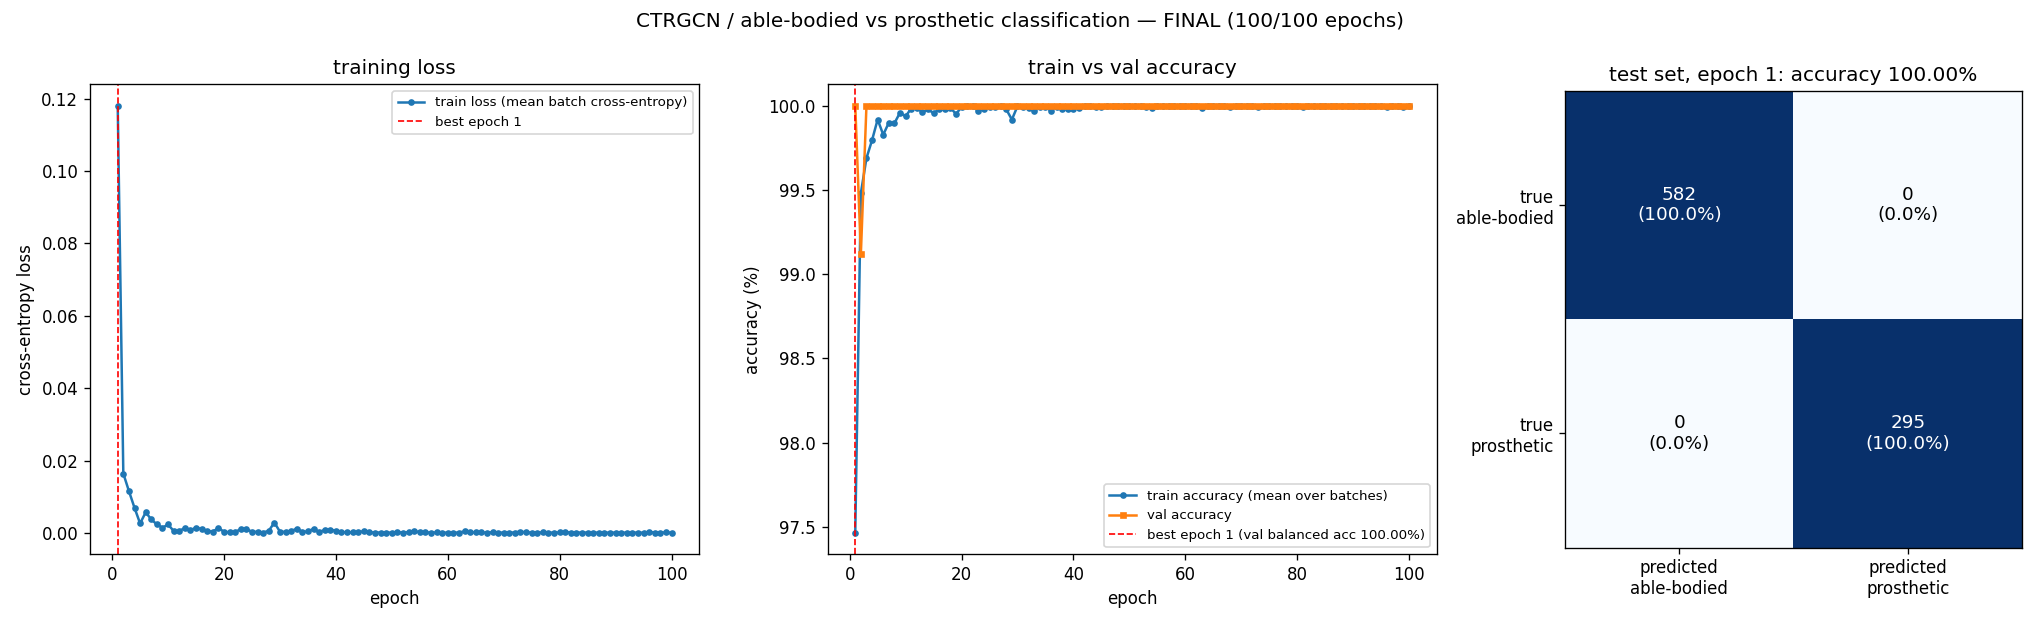 CTRGCN / able-bodied vs prosthetic classification — FINAL (100/100 epochs)
training loss
0.12
0.10
0.08
0.06
0.04
0.02
0.00
cross-entropy loss
train loss (mean batch cross-entropy)
best epoch 1
0
20
40
60
80
100
epoch
train vs val accuracy
100.0
99.5
99.0
98.5
98.0
97.5
accuracy (%)
train accuracy (mean over batches)
val accuracy
best epoch 1 (val balanced acc 100.00%)
0
20
40
60
80
100
epoch
test set, epoch 1: accuracy 100.00%
true
able-bodied
582
(100.0%)
0
(0.0%)
true
prosthetic
0
(0.0%)
295
(100.0%)
predicted
able-bodied
predicted
prosthetic